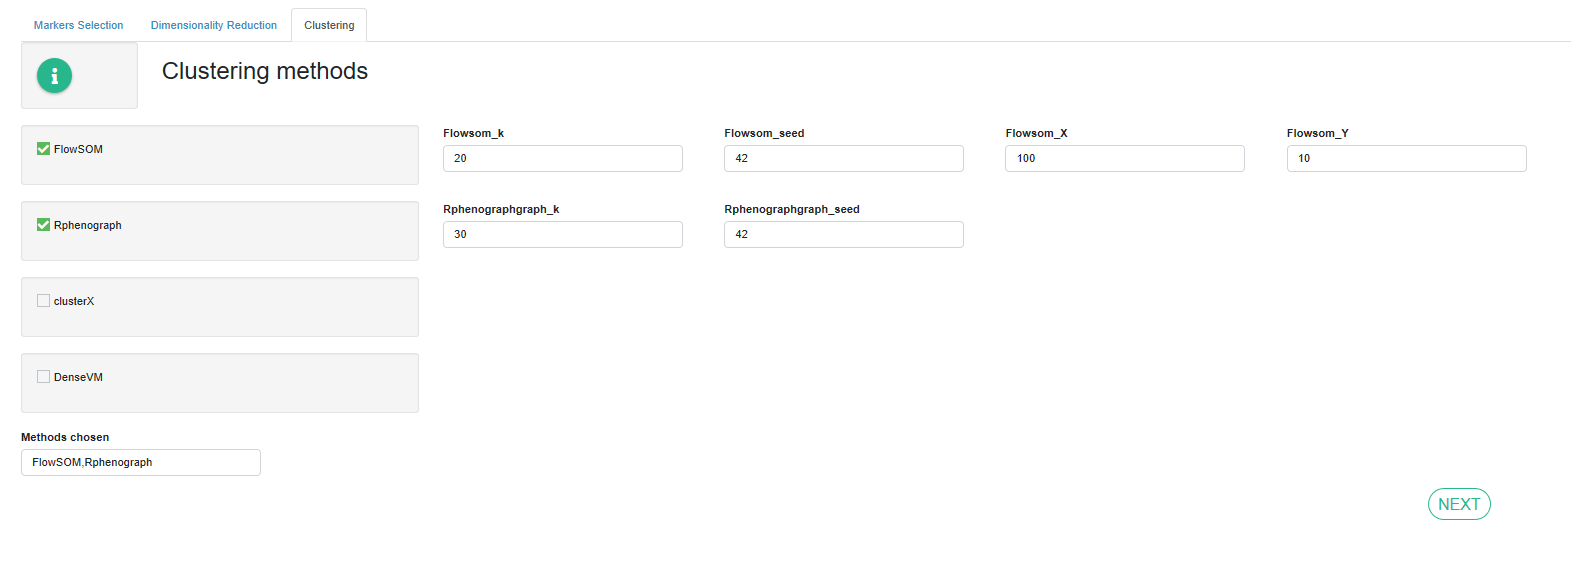 Markers Selection Dimensionality Reduction Clustering
Clustering methods
FlowSOM
Flowsom_k Flowsom_seed Flowsom_X Flowsom_Y
20 42 100 10
Rphenograph
Rphenographgraph_k Rphenographgraph_seed
30 42
clusterX
DenseVM
Methods chosen
FlowSOM,Rphenograph
NEXT